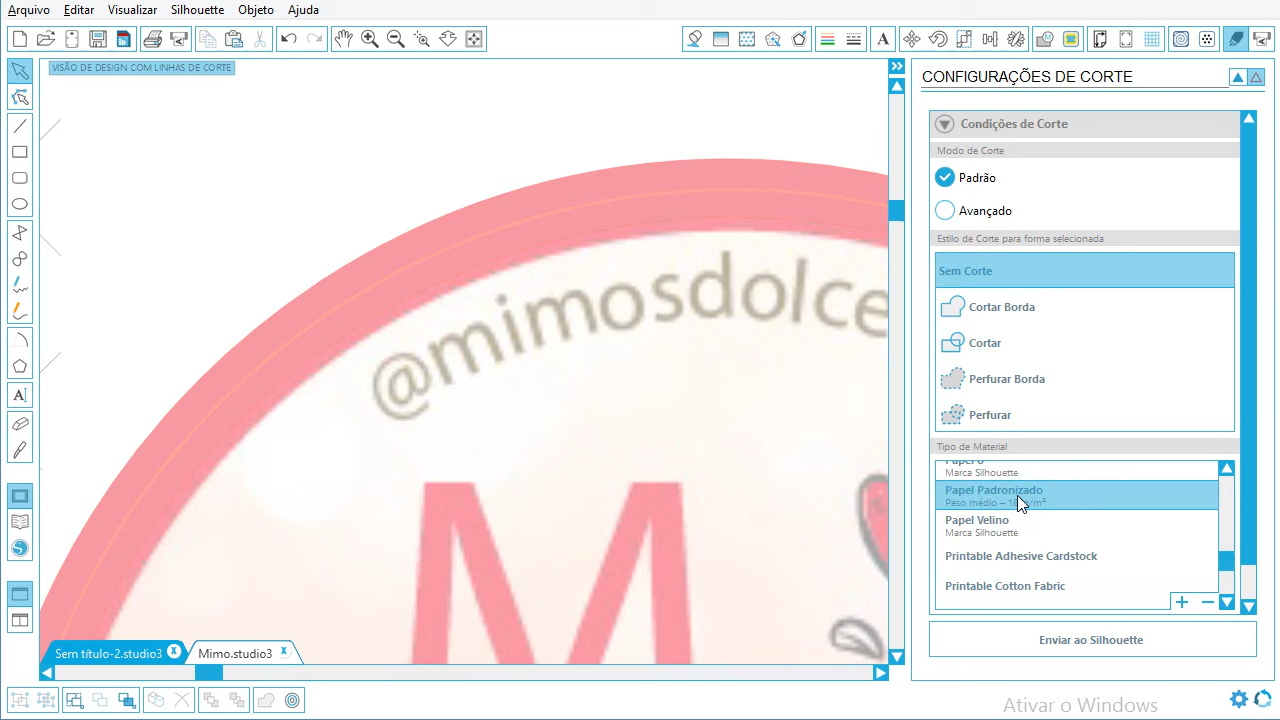 Arquivo Editar Visualizar Silhouette Objeto Ajuda
VISÃO DE DESIGN COM LINHAS DE CORTE
CONFIGURAÇÕES DE CORTE
Condições de Corte
Modo de Corte
Padrão
Avançado
Estilo de Corte para forma selecionada
Sem Corte
Cortar Borda
Cortar
Perfurar Borda
Perfurar
Tipo de Material
Marca Silhouette
Papel Padronizado
Peso médio –
Papel Velino
Marca Silhouette
Printable Adhesive Cardstock
Printable Cotton Fabric
Enviar ao Silhouette
@mimosdolce
M
Sem título-2.studio3 Mimo.studio3
Ativar o Windows